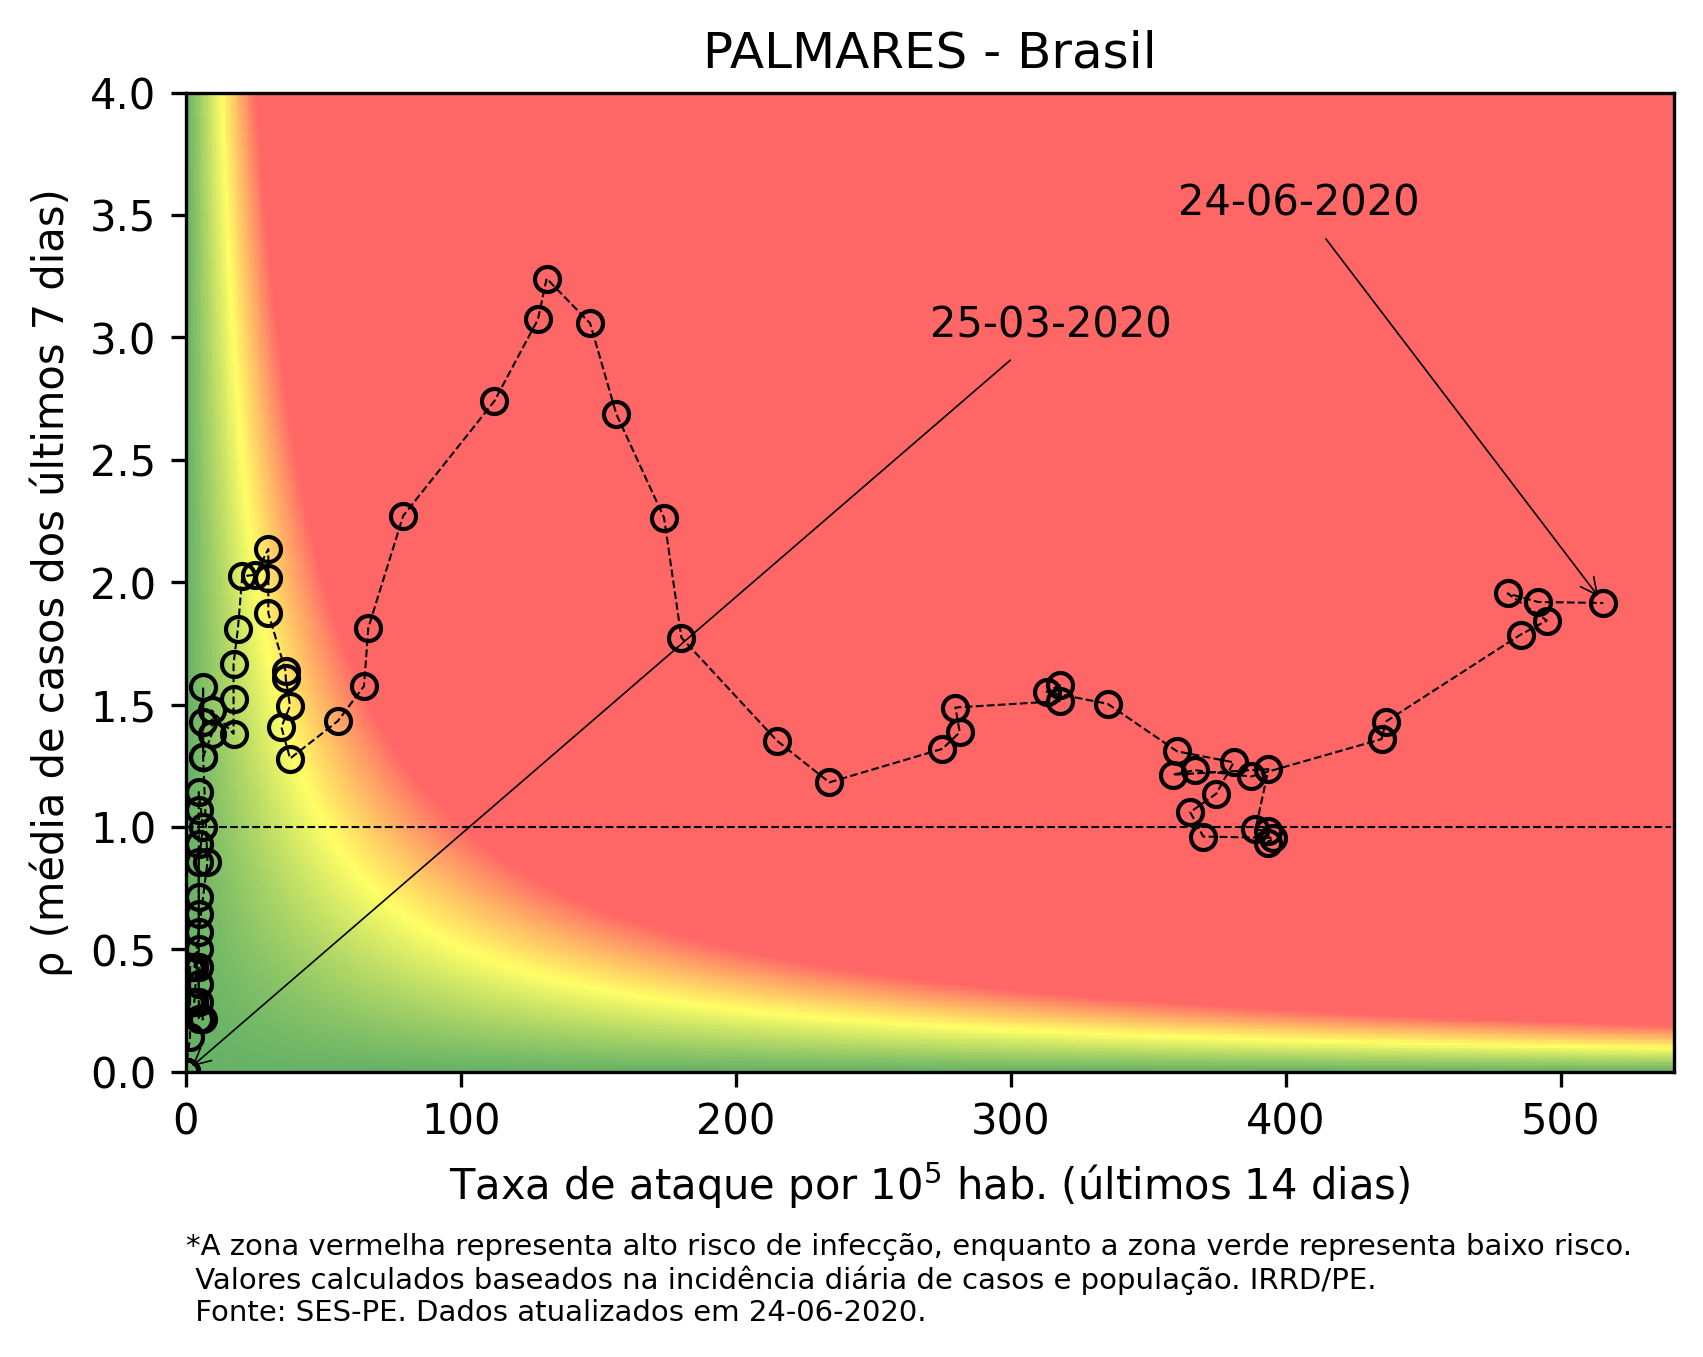 PALMARES - Brasil
4.0
3.5
3.0
2.5
2.0
1.5
1.0
0.5
0.0
ρ (média de casos dos últimos 7 dias)
24-06-2020
25-03-2020
0 100 200 300 400 500
Taxa de ataque por 10⁵ hab. (últimos 14 dias)
*A zona vermelha representa alto risco de infecção, enquanto a zona verde representa baixo risco.
Valores calculados baseados na incidência diária de casos e população. IRRD/PE.
Fonte: SES-PE. Dados atualizados em 24-06-2020.